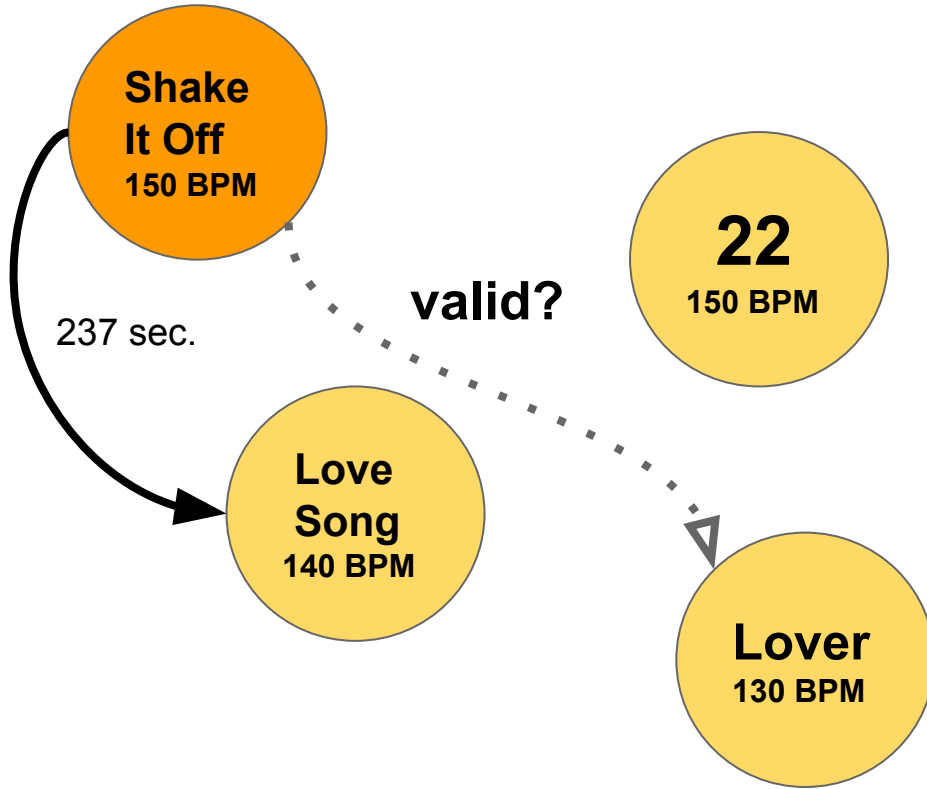 Shake
It Off
150 BPM
22
150 BPM
valid?
237 sec.
Love
Song
140 BPM
Lover
130 BPM